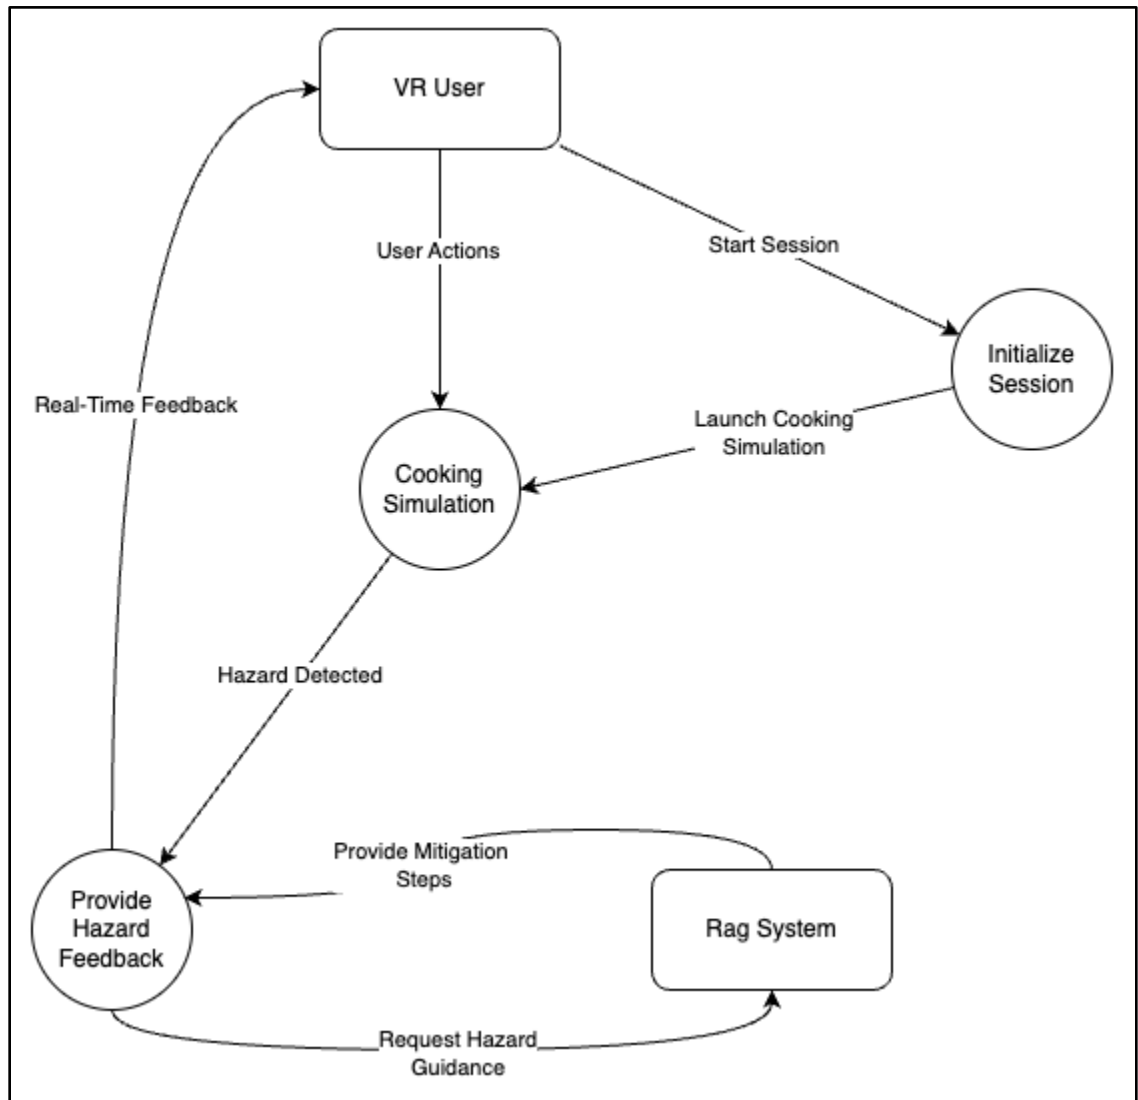 VR User
User Actions
Start Session
Initialize
Session
Real-Time Feedback
Launch Cooking
Simulation
Cooking
Simulation
Hazard Detected
Provide Mitigation
Steps
Provide
Hazard
Feedback
Rag System
Request Hazard
Guidance